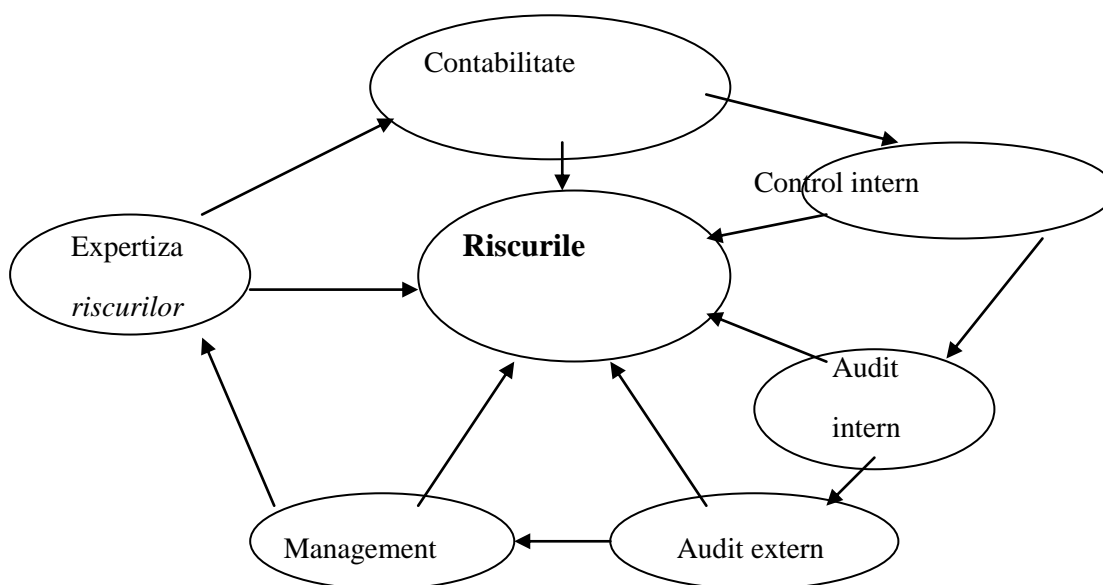 Contabilitate
Control intern
Expertiza
riscurilor
Riscurile
Audit
intern
Management
Audit extern